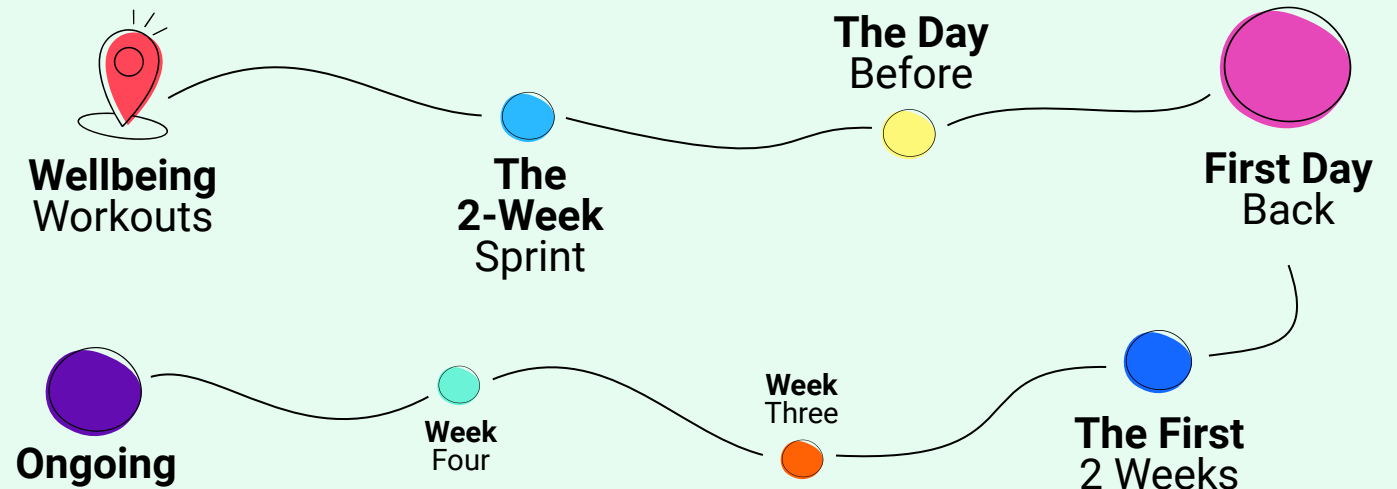 Wellbeing
Workouts
The
2-Week
Sprint
The Day
Before
First Day
Back
The First
2 Weeks
Week
Three
Week
Four
Ongoing